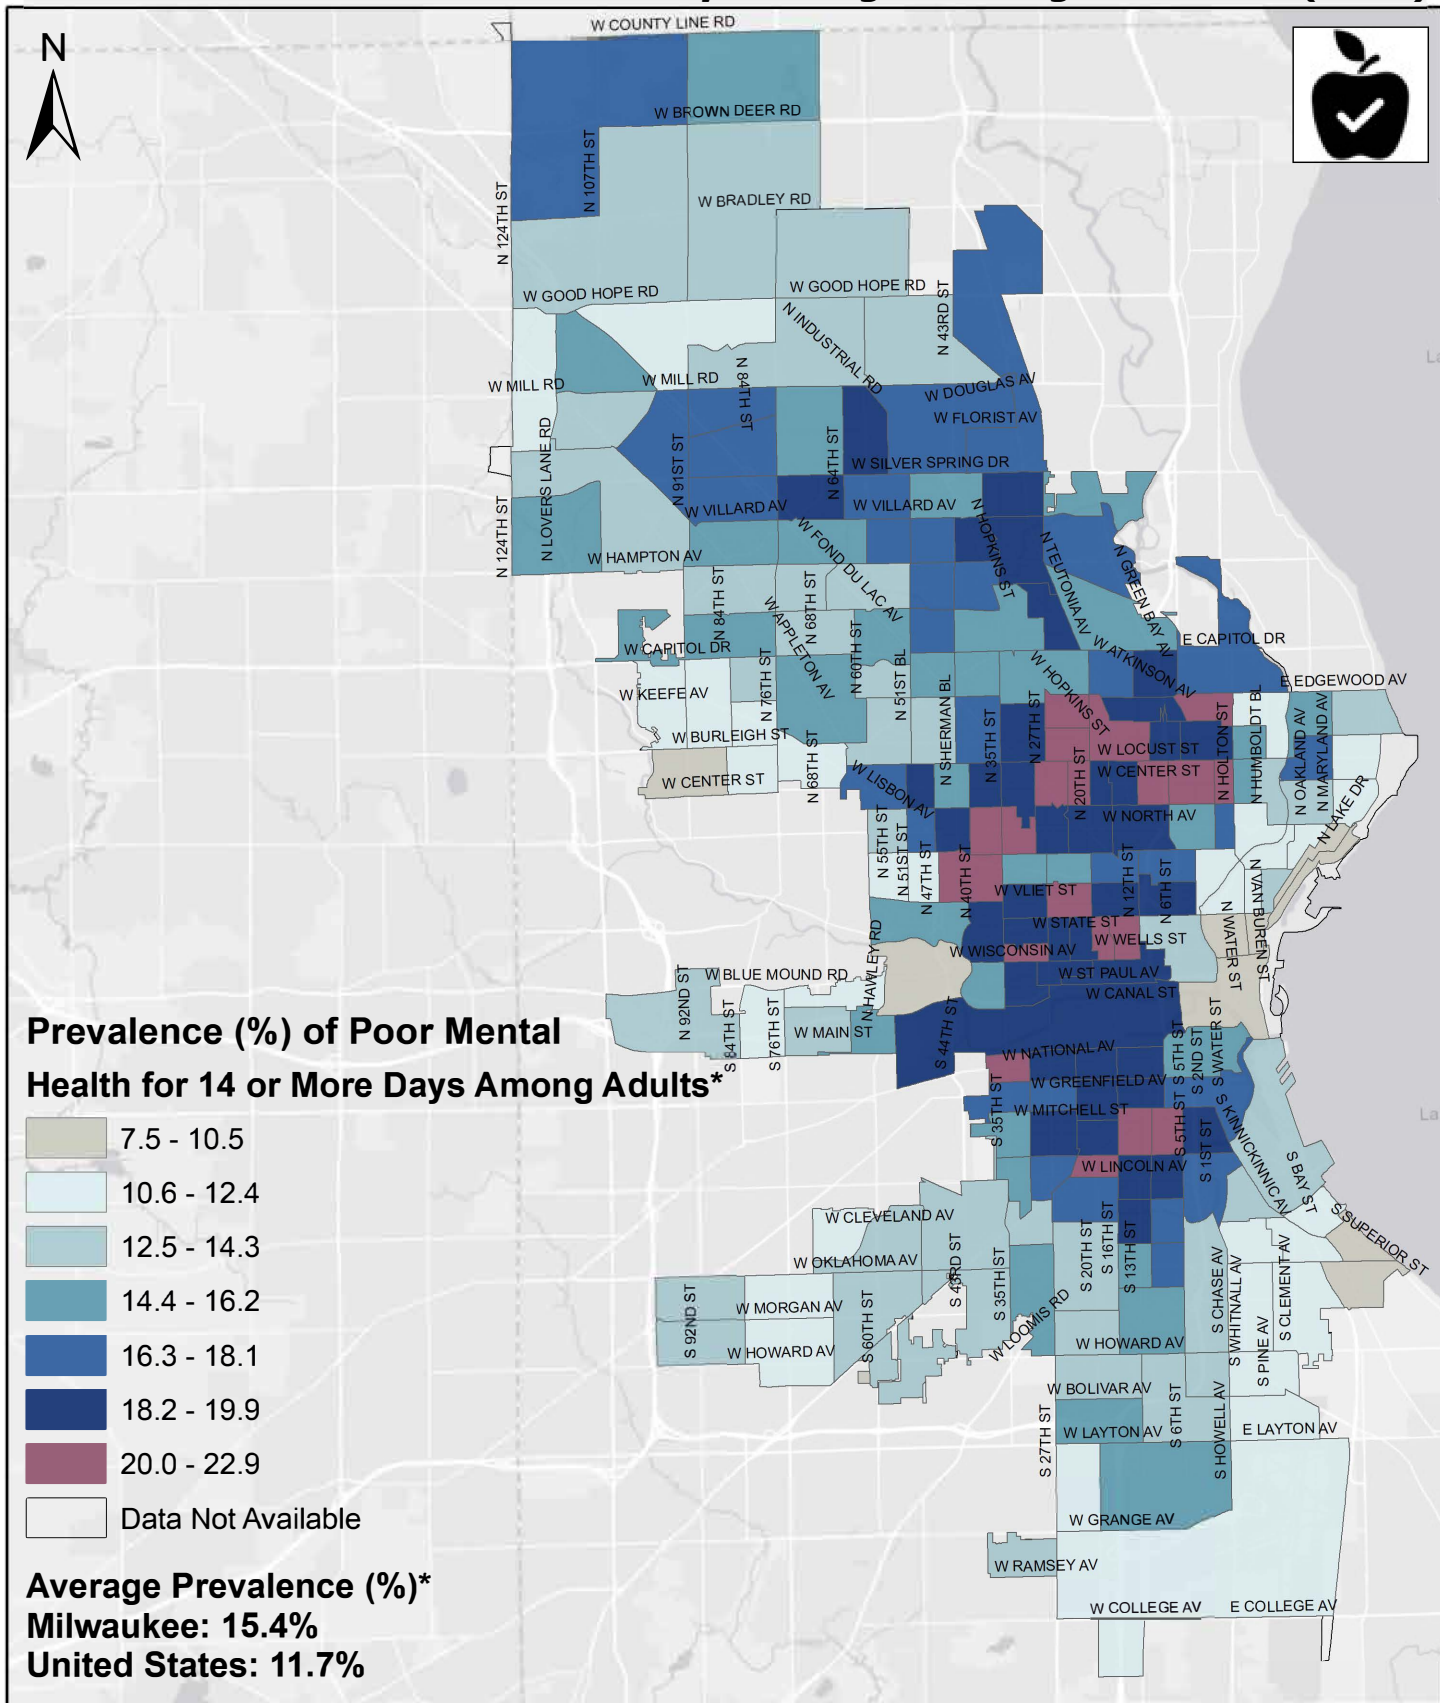 W COUNTY LINE RD
N
W BROWN DEER RD
N 107TH ST
N 124TH ST
W BRADLEY RD
W GOOD HOPE RD
W GOOD HOPE RD
N 43RD ST
N INDUSTRIAL RD
W MILL RD
W MILL RD
N 84TH ST
W DOUGLAS AV
W FLORIST AV
N LOVERS LANE RD
N 91ST ST
N 64TH ST
W SILVER SPRING DR
W VILLARD AV
W VILLARD AV
N 124TH ST
W HAMPTON AV
W FOND DU LAC AV
N HOPKINS ST
N TEUTONIA AV
N GREEN BAY AV
N 84TH ST
N 68TH ST
W APPLETON AV
W CAPITOL DR
N 60TH ST
E CAPITOL DR
W ATKINSON AV
W KEEFE AV
N 76TH ST
N 51ST BL
N SHERMAN BL
W HOPKINS ST
E EDGEWOOD AV
W BURLEIGH ST
N 68TH ST
N 35TH ST
N 27TH ST
W LOCUST ST
N HOLTON ST
N HUMBOLDT BL
N OAKLAND AV
N MARYLAND AV
W CENTER ST
W LISBON AV
N 20TH ST
W CENTER ST
W NORTH AV
N LAKE DR
N 55TH ST
N 51ST ST
N 47TH ST
N 40TH ST
W VLIET ST
N 12TH ST
N 6TH ST
N VAN BUREN ST
N WATER ST
W STATE ST
W WELLS ST
W WISCONSIN AV
N HAWLEY RD
W BLUE MOUND RD
W ST PAUL AV
W CANAL ST
N 92ND ST
S 84TH ST
S 76TH ST
W MAIN ST
S 44TH ST
W NATIONAL AV
S 5TH ST
S 2ND ST
S WATER ST
W GREENFIELD AV
S 35TH ST
W MITCHELL ST
S 5TH ST
S 1ST ST
S KINNICKINNIC AV
S BAY ST
W LINCOLN AV
S SUPERIOR ST
W CLEVELAND AV
W OKLAHOMA AV
S 43RD ST
S 35TH ST
S 20TH ST
S 16TH ST
S 13TH ST
S CHASE AV
S WHITNALL AV
S CLEMENT AV
S PINE AV
S 92ND ST
W MORGAN AV
W HOWARD AV
S 60TH ST
W LOOMIS RD
W HOWARD AV
W BOLIVAR AV
S 27TH ST
W LAYTON AV
S 6TH ST
S HOWELL AV
E LAYTON AV
W GRANGE AV
W RAMSEY AV
W COLLEGE AV
E COLLEGE AV
Prevalence (%) of Poor Mental
Health for 14 or More Days Among Adults*
7.5 - 10.5
10.6 - 12.4
12.5 - 14.3
14.4 - 16.2
16.3 - 18.1
18.2 - 19.9
20.0 - 22.9
Data Not Available
Average Prevalence (%)*
Milwaukee: 15.4%
United States: 11.7%